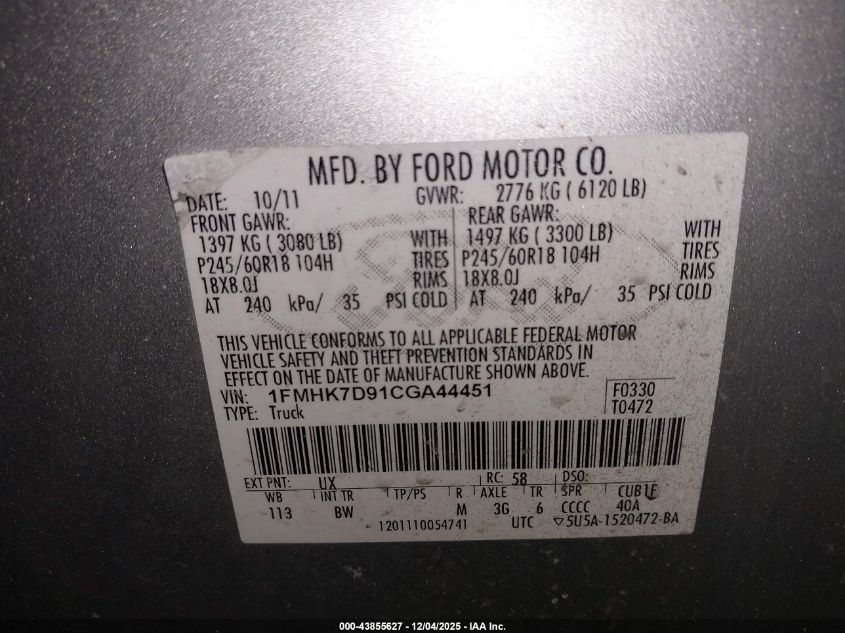 MFD. BY FORD MOTOR CO.
DATE: 10/11 GVWR: 2776 KG ( 6120 LB)
FRONT GAWR: REAR GAWR:
1397 KG ( 3080 LB) WITH 1497 KG ( 3300 LB) WITH
P245/60R18 104H TIRES P245/60R18 104H TIRES
18X8.0J RIMS 18X8.0J RIMS
AT 240 kPa/ 35 PSI COLD AT 240 kPa/ 35 PSI COLD
THIS VEHICLE CONFORMS TO ALL APPLICABLE FEDERAL MOTOR
VEHICLE SAFETY AND THEFT PREVENTION STANDARDS IN
EFFECT ON THE DATE OF MANUFACTURE SHOWN ABOVE.
VIN: 1FMHK7D91CGA44451 F0330
TYPE: Truck T0472
EXT PNT: UX RC: 58 DSO:
WB INT TR TP/PS R AXLE TR SPR CUB1F
113 BW M 3G 6 CCCC 40A
1201110054741 UTC ▽5U5A-1520472-BA
000-43855627 - 12/04/2025 - IAA Inc.